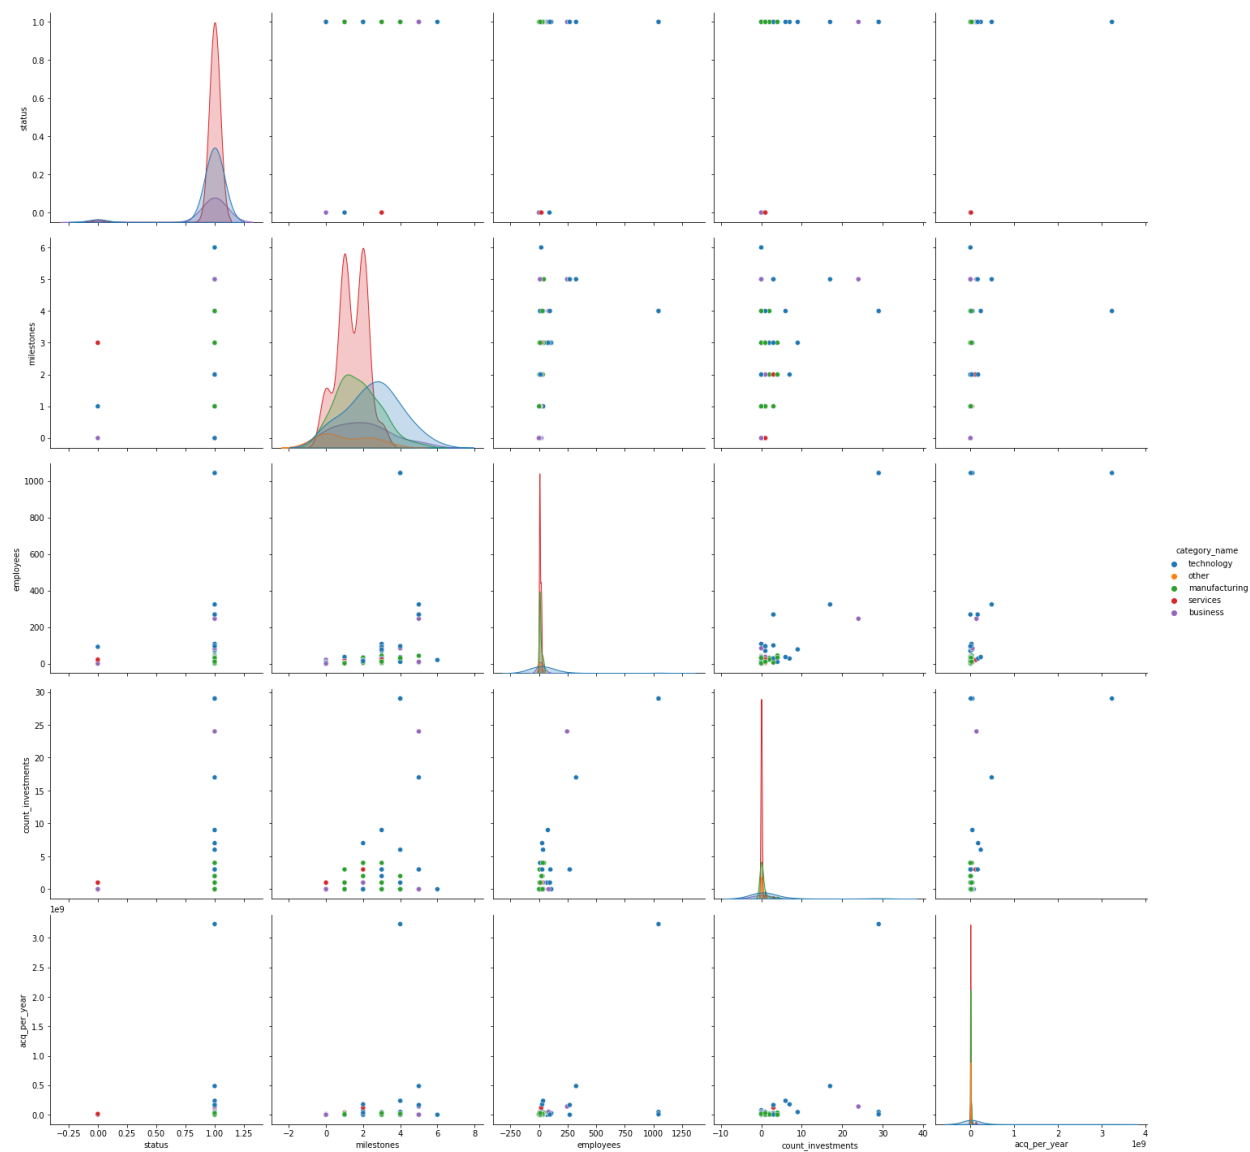 1.0
0.8
0.6
0.4
0.2
0.0
status
6
5
4
3
2
1
0
milestones
1000
800
600
400
200
0
employees
category_name
technology
other
manufacturing
services
business
30
25
20
15
10
5
0
count_investments
1e9
3.0
2.5
2.0
1.5
1.0
0.5
0.0
acq_per_year
−0.25 0.00 0.25 0.50 0.75 1.00 1.25
status
−2 0 2 4 6 8
milestones
−250 0 250 500 750 1000 1250
employees
−10 0 10 20 30 40
count_investments
0 1 2 3 4
1e9
acq_per_year